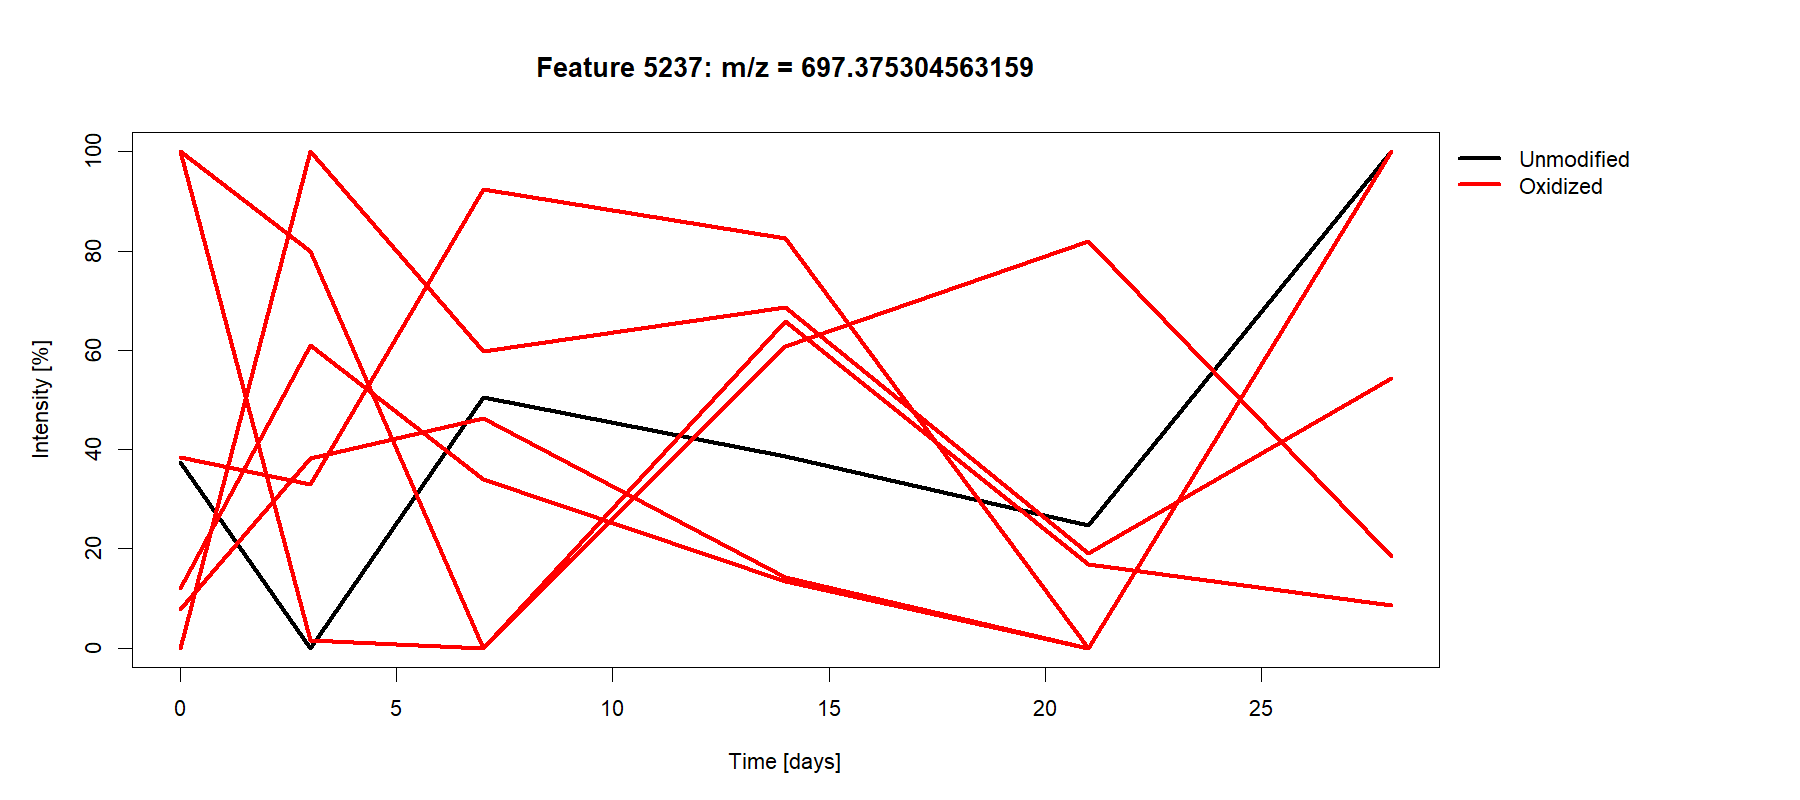 Feature 5237: m/z = 697.375304563159
Unmodified
Oxidized
Intensity [%]
100
80
60
40
20
0
0 5 10 15 20 25
Time [days]